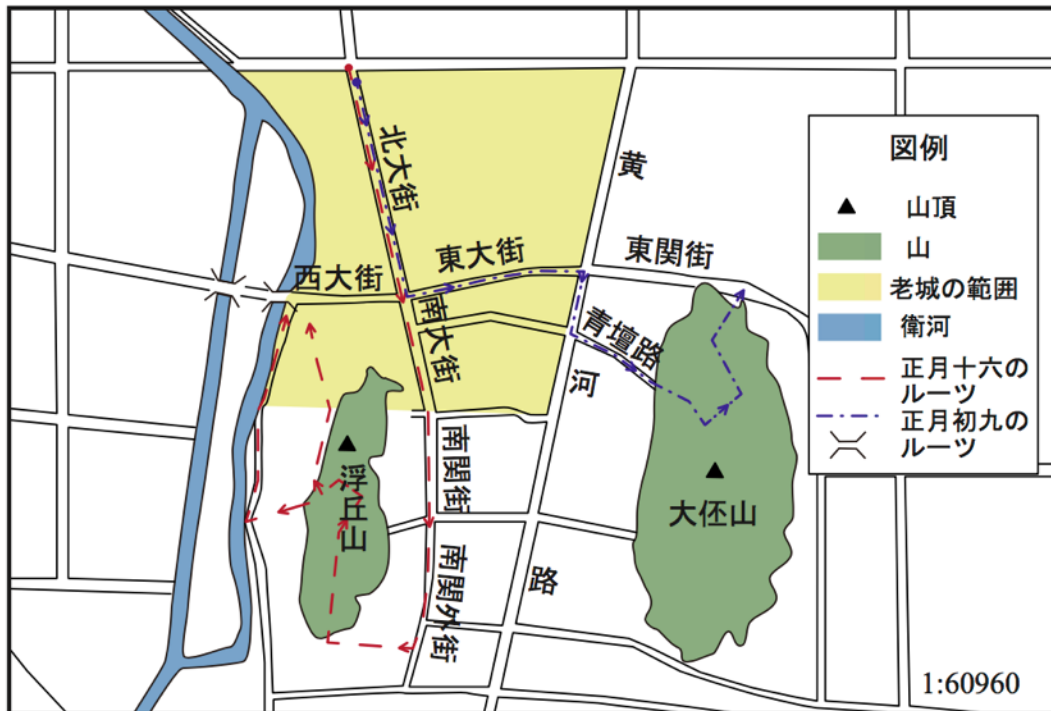 北大街
黄
東関街
東大街
西大街
南大街
青壇路
河
南関街
浮丘山
大伾山
南関外街
路
図例
山頂
山
老城の範囲
衛河
正月十六の
ルーツ
正月初九の
ルーツ
1:60960